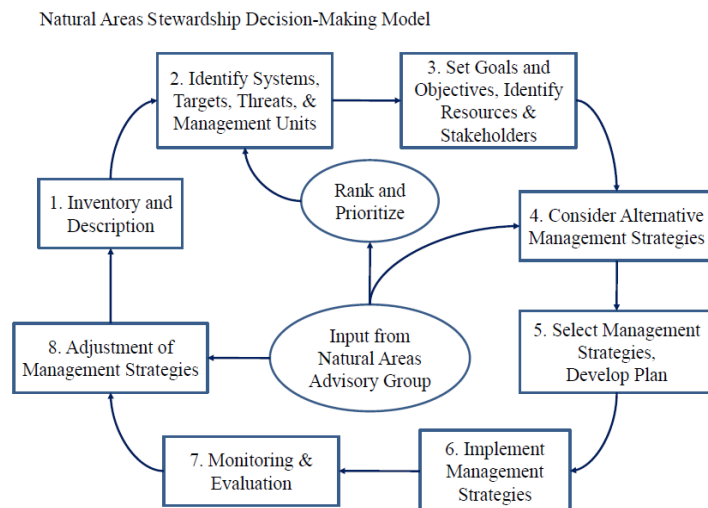 Natural Areas Stewardship Decision-Making Model
2. Identify Systems,
Targets, Threats, &
Management Units
3. Set Goals and
Objectives, Identify
Resources &
Stakeholders
1. Inventory and
Description
Rank and
Prioritize
4. Consider Alternative
Management Strategies
8. Adjustment of
Management Strategies
Input from
Natural Areas
Advisory Group
5. Select Management
Strategies,
Develop Plan
7. Monitoring &
Evaluation
6. Implement
Management
Strategies